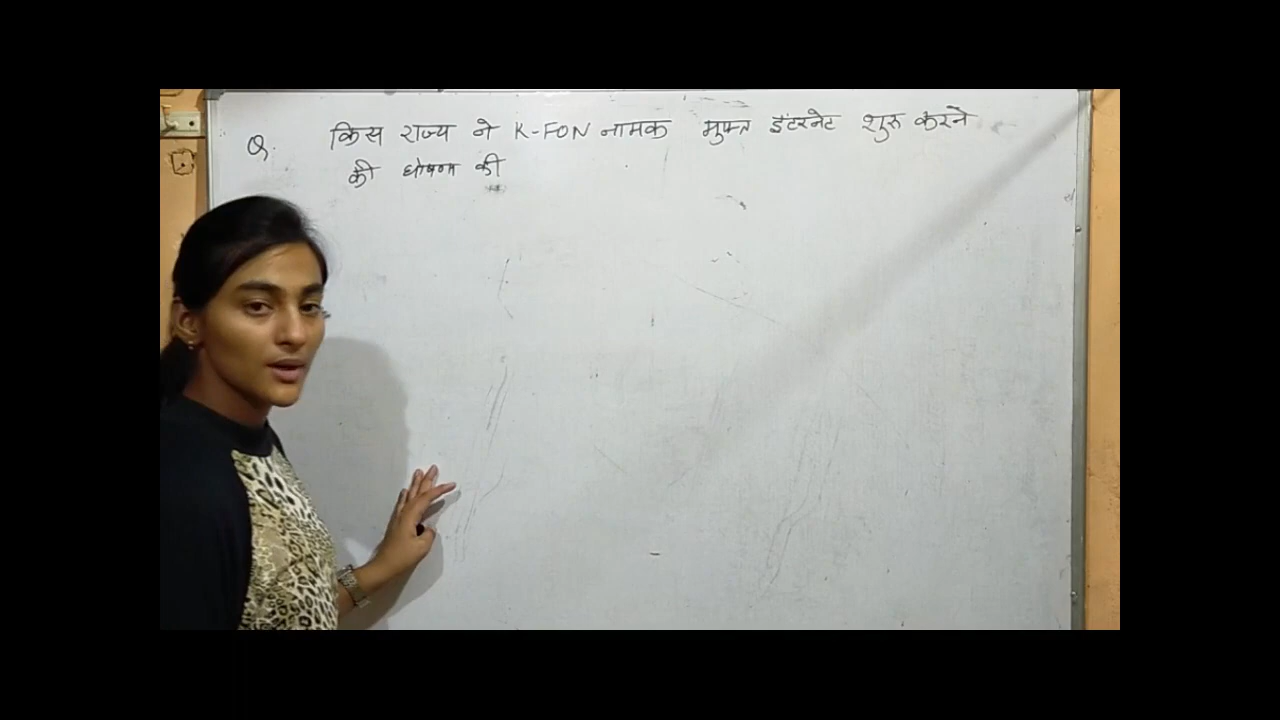 Q. किस राज्य ने K-FON नामक मुफ्त इंटरनेट शुरू करने
की घोषणा की